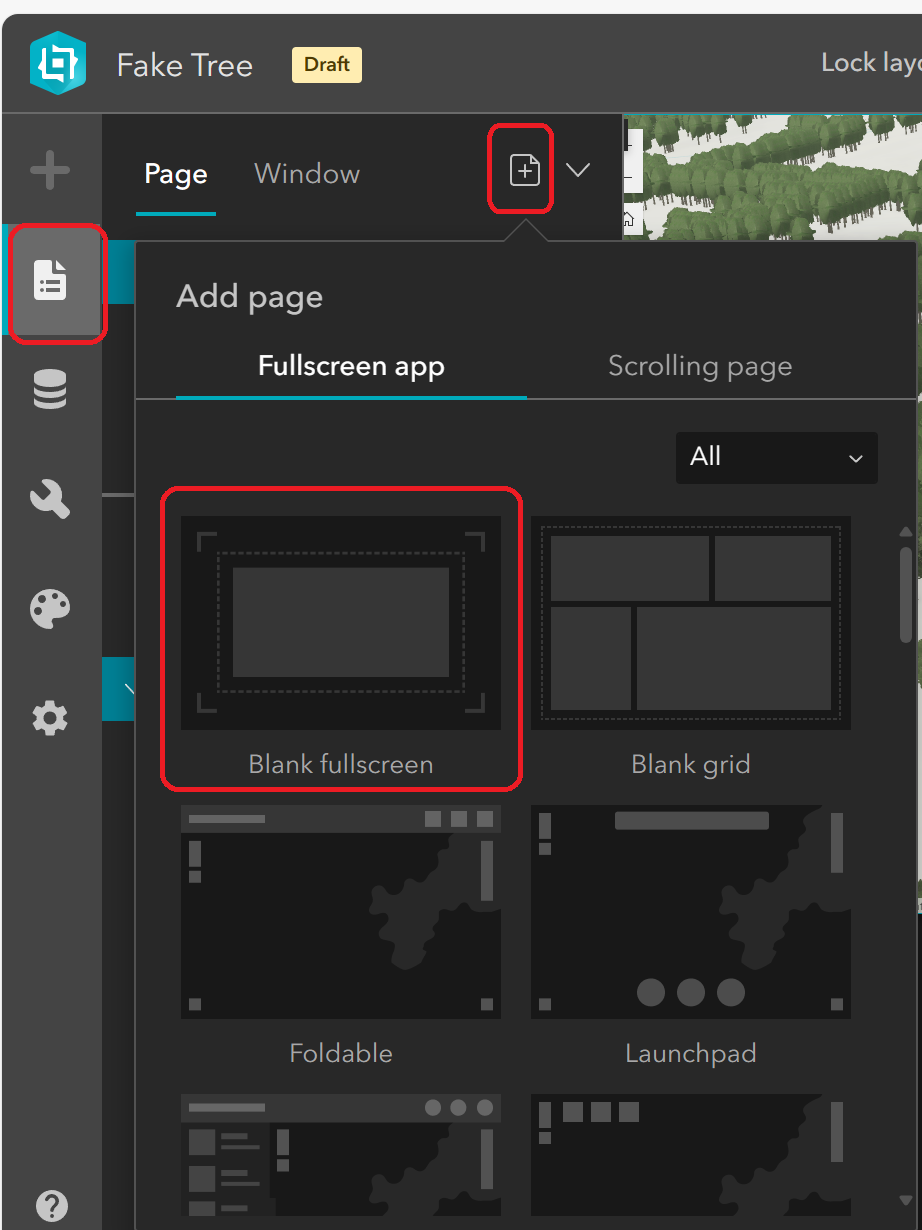 Fake Tree Draft Lock layo
Page Window
Add page
Fullscreen app Scrolling page
All
Blank fullscreen Blank grid
Foldable Launchpad